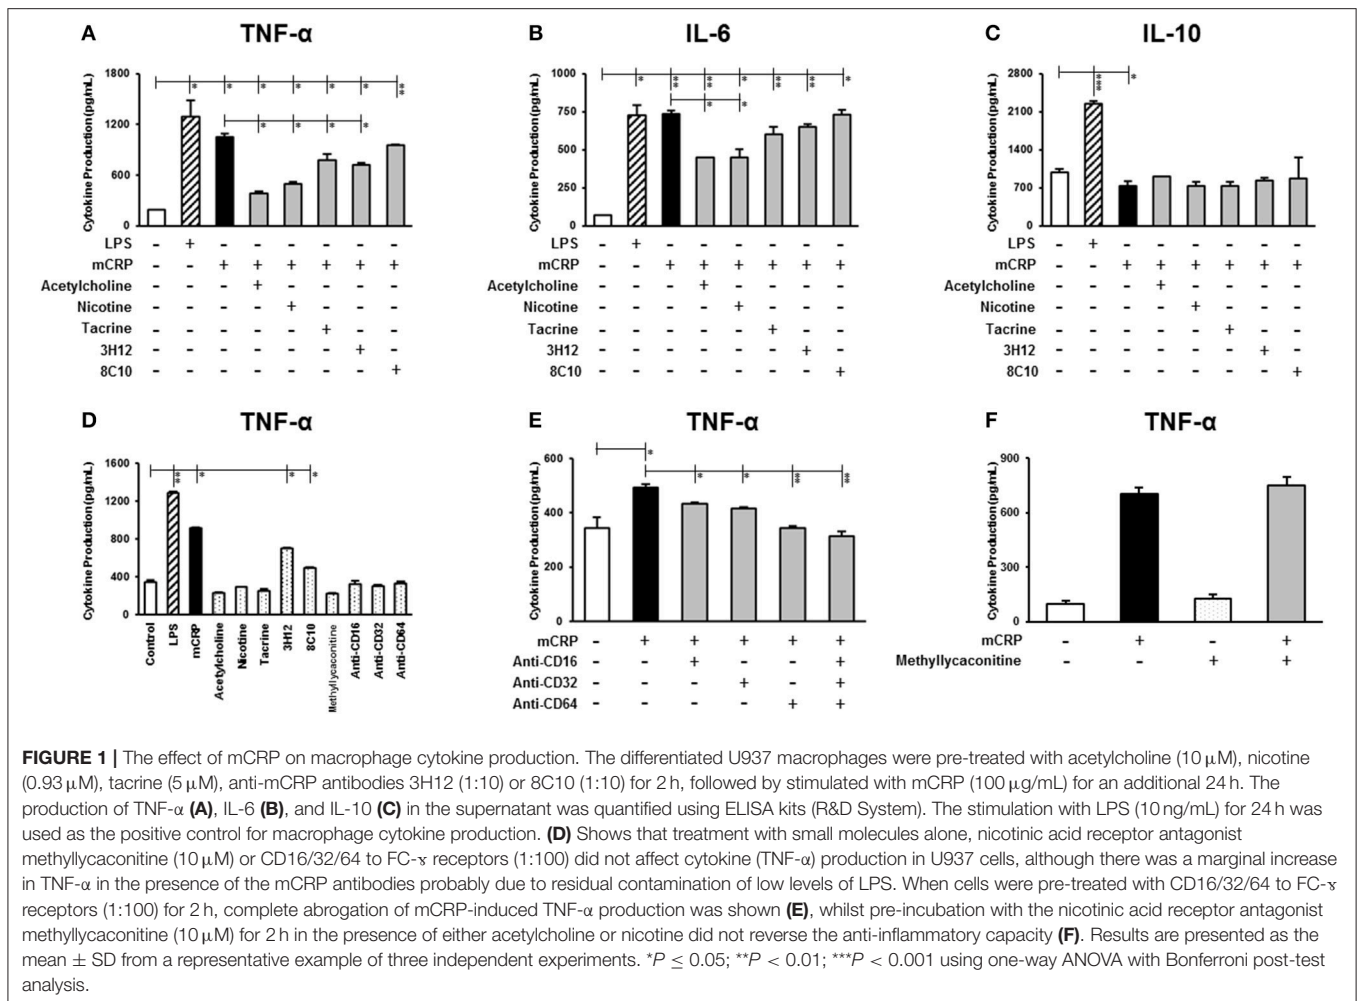 A TNF-α
Cytokine Production (pg/mL)
1800
1200
600
0
* * * * * * **
* * * *
LPS - + - - - - - -
mCRP - - + + + + + +
Acetylcholine - - - + - - - -
Nicotine - - - - + - - -
Tacrine - - - - - + - -
3H12 - - - - - - + -
8C10 - - - - - - - +
B IL-6
Cytokine Production (pg/mL)
1000
750
500
250
0
* ** ** * ** ** *
* *
LPS - + - - - - - -
mCRP - - + + + + + +
Acetylcholine - - - + - - - -
Nicotine - - - - + - - -
Tacrine - - - - - + - -
3H12 - - - - - - + -
8C10 - - - - - - - +
C IL-10
Cytokine Production (pg/mL)
2800
2100
1400
700
0
*** *
LPS - + - - - - - -
mCRP - - + + + + + +
Acetylcholine - - - + - - - -
Nicotine - - - - + - - -
Tacrine - - - - - + - -
3H12 - - - - - - + -
8C10 - - - - - - - +
D TNF-α
Cytokine Production (pg/mL)
1600
1200
800
400
0
*** * * *
Control
LPS
mCRP
Acetylcholine
Nicotine
Tacrine
3H12
8C10
Methyllycaconitine
Anti-CD16
Anti-CD32
Anti-CD64
E TNF-α
Cytokine Production (pg/mL)
600
400
200
0
*
* * ** **
mCRP - + + + + +
Anti-CD16 - - + - - +
Anti-CD32 - - - + - +
Anti-CD64 - - - - + +
F TNF-α
Cytokine Production (pg/mL)
900
600
300
150
0
mCRP - + - +
Methyllycaconitine - - + +
FIGURE 1 | The effect of mCRP on macrophage cytokine production. The differentiated U937 macrophages were pre-treated with acetylcholine (10 μM), nicotine
(0.93 μM), tacrine (5 μM), anti-mCRP antibodies 3H12 (1:10) or 8C10 (1:10) for 2 h, followed by stimulated with mCRP (100 μg/mL) for an additional 24 h. The
production of TNF-α (A), IL-6 (B), and IL-10 (C) in the supernatant was quantified using ELISA kits (R&D System). The stimulation with LPS (10 ng/mL) for 24 h was
used as the positive control for macrophage cytokine production. (D) Shows that treatment with small molecules alone, nicotinic acid receptor antagonist
methyllycaconitine (10 μM) or CD16/32/64 to FC-ɤ receptors (1:100) did not affect cytokine (TNF-α) production in U937 cells, although there was a marginal increase
in TNF-α in the presence of the mCRP antibodies probably due to residual contamination of low levels of LPS. When cells were pre-treated with CD16/32/64 to FC-ɤ
receptors (1:100) for 2 h, complete abrogation of mCRP-induced TNF-α production was shown (E), whilst pre-incubation with the nicotinic acid receptor antagonist
methyllycaconitine (10 μM) for 2 h in the presence of either acetylcholine or nicotine did not reverse the anti-inflammatory capacity (F). Results are presented as the
mean ± SD from a representative example of three independent experiments. *P ≤ 0.05; **P < 0.01; ***P < 0.001 using one-way ANOVA with Bonferroni post-test
analysis.